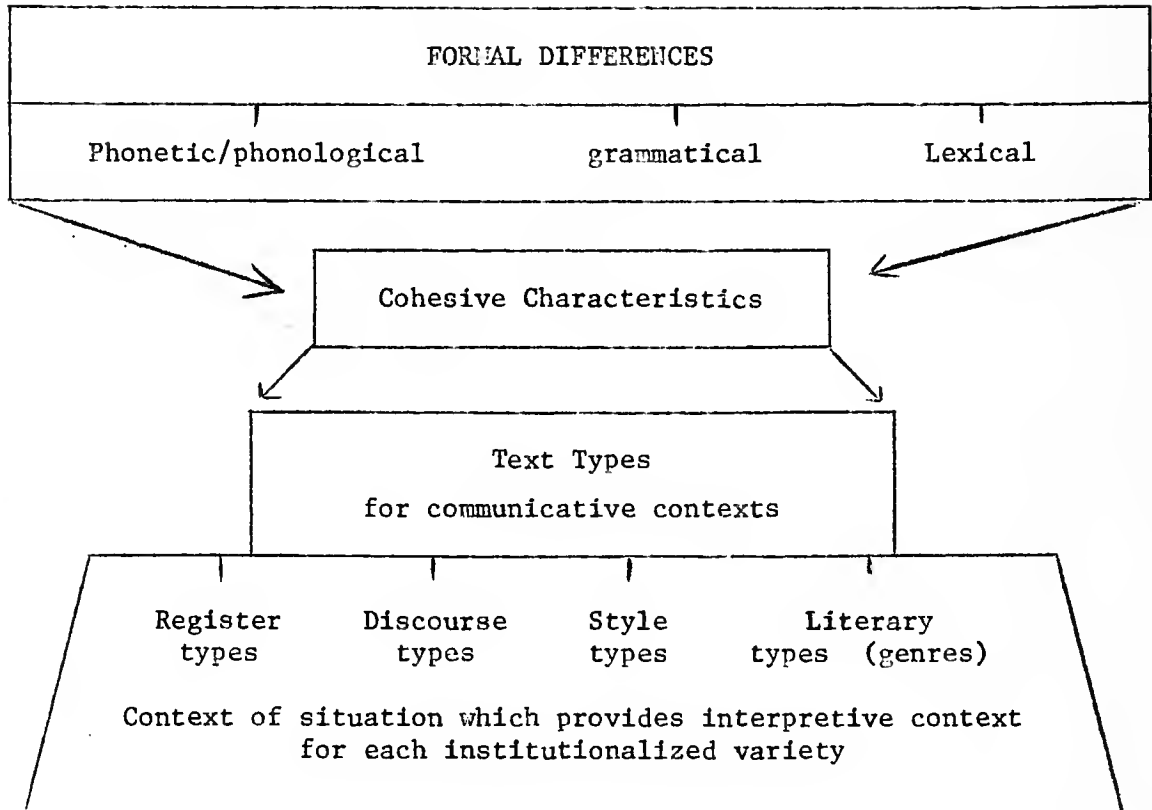 FORMAL DIFFERENCES
Phonetic/phonological grammatical Lexical
Cohesive Characteristics
Text Types
for communicative contexts
Register Discourse Style Literary
types types types types (genres)
Context of situation which provides interpretive context
for each institutionalized variety